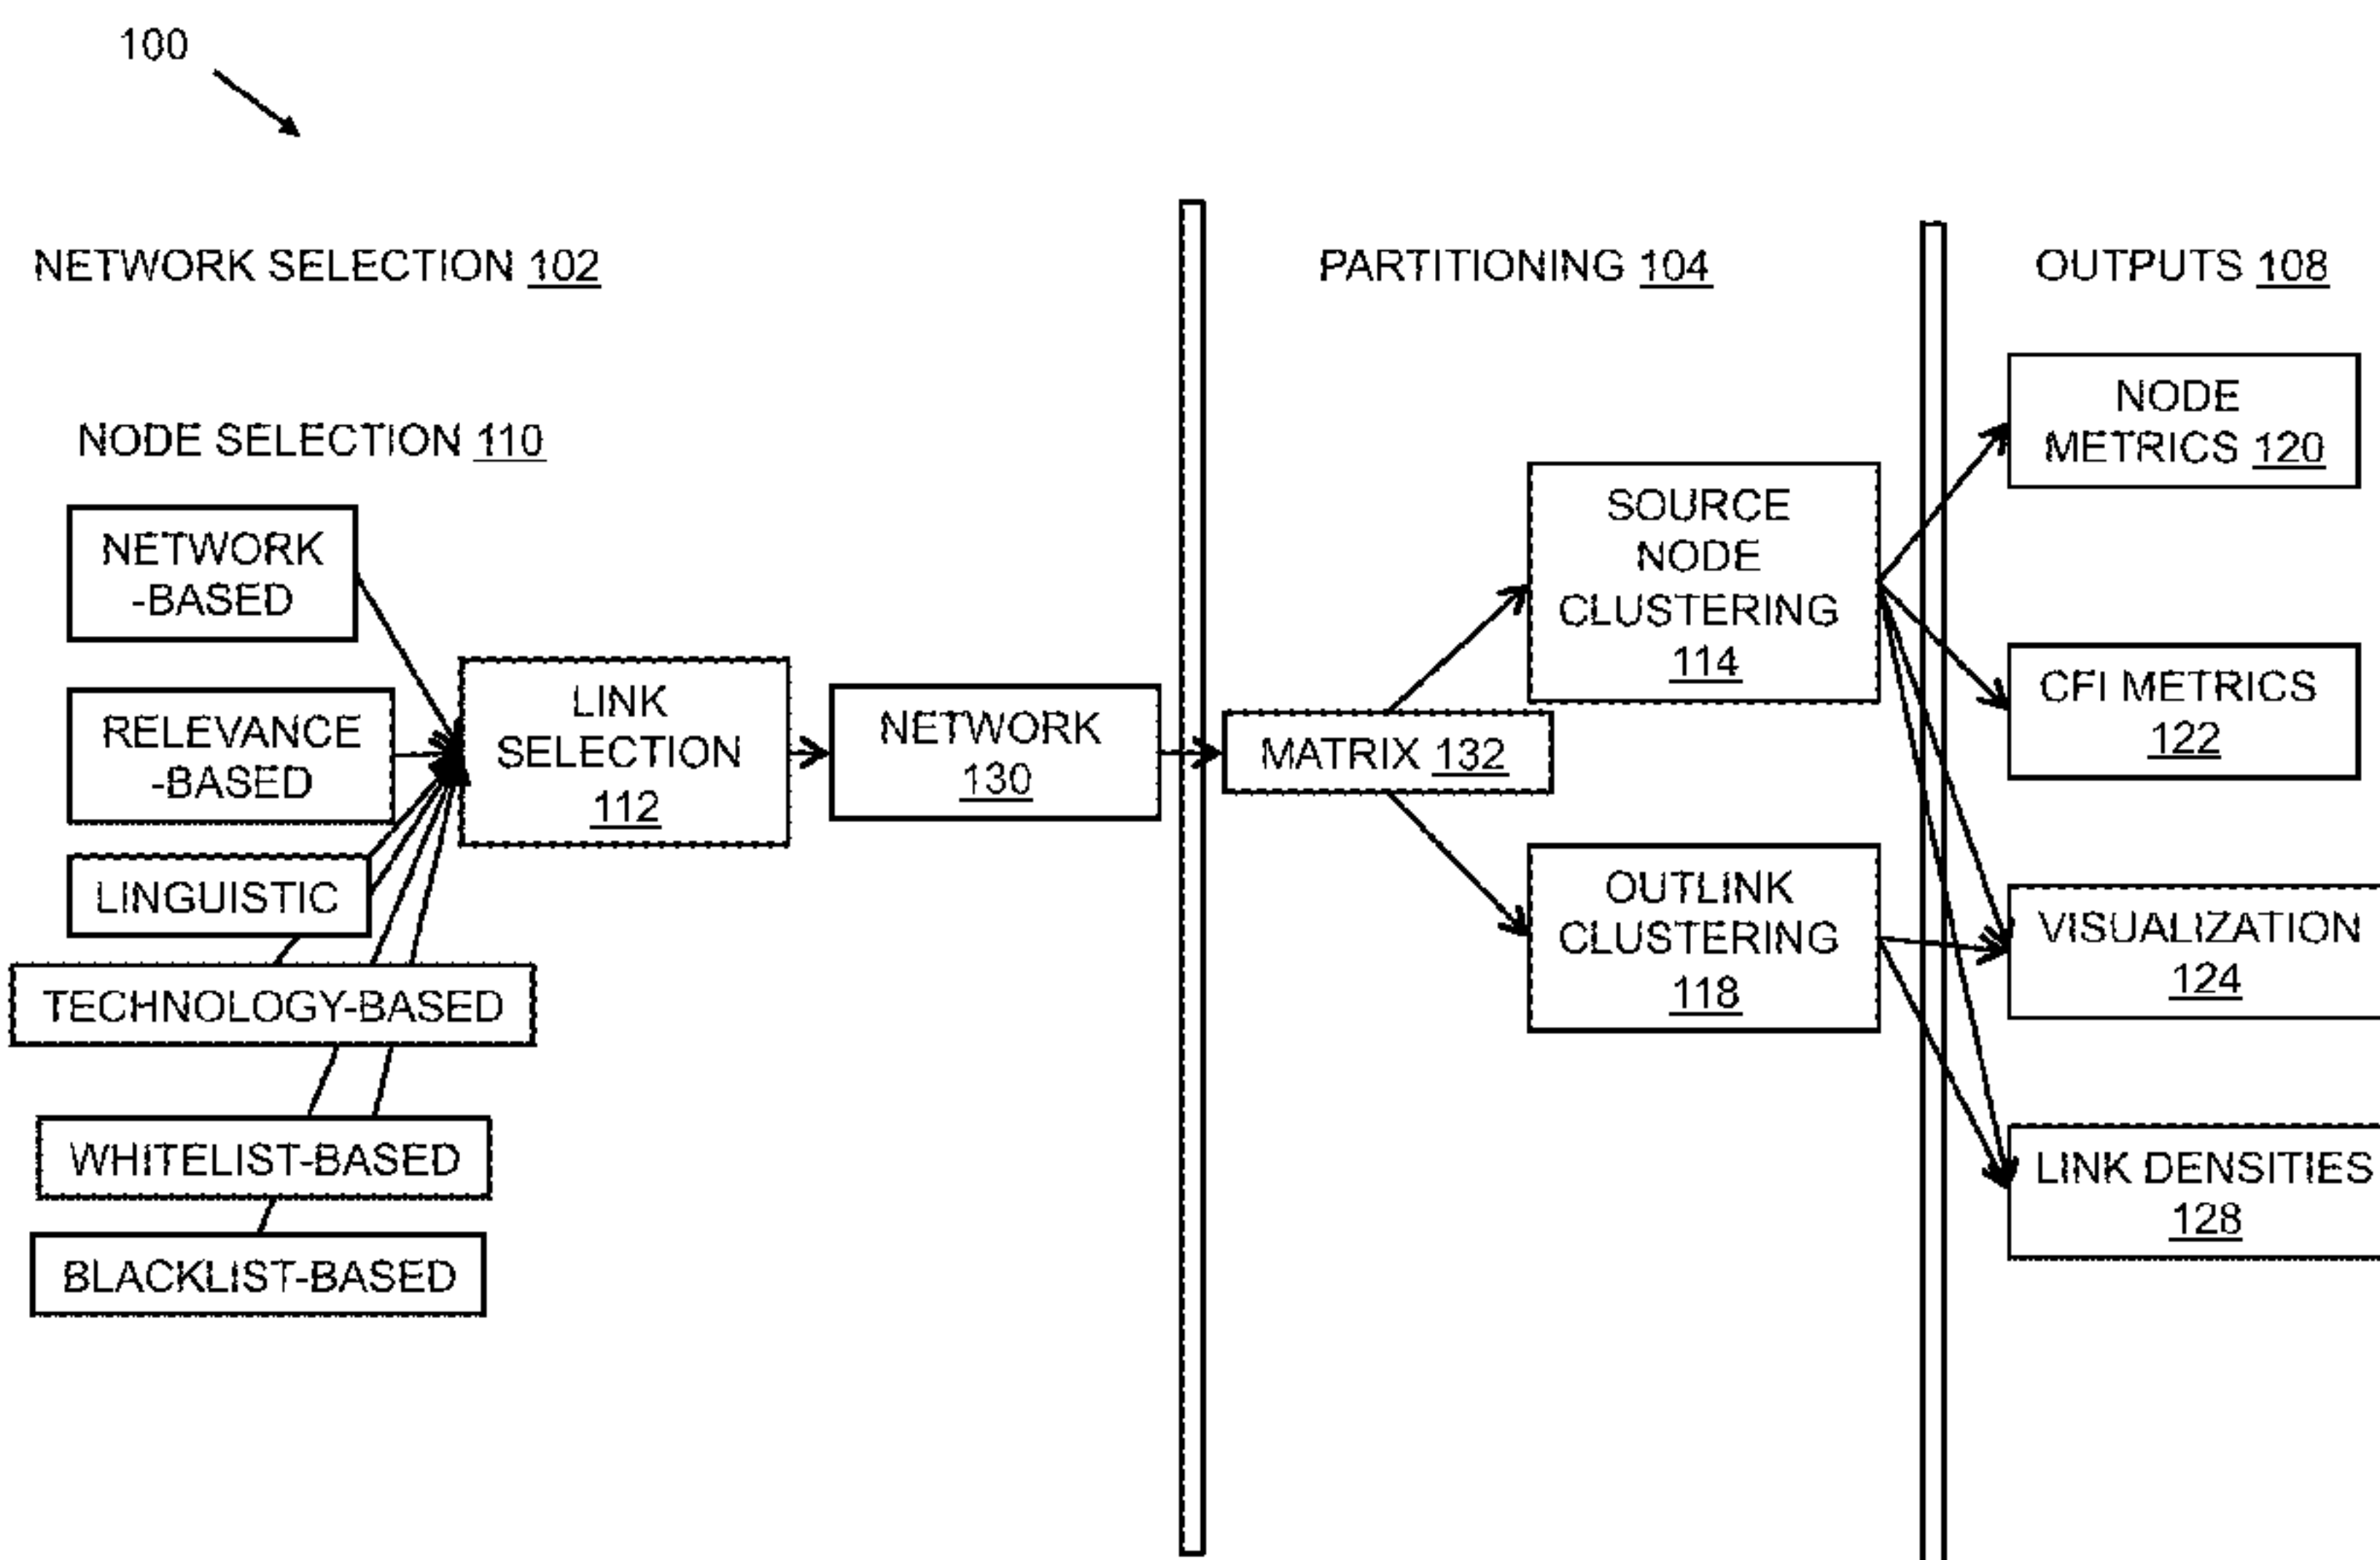 100
NETWORK SELECTION 102
PARTITIONING 104
OUTPUTS 108
NODE SELECTION 110
NETWORK
-BASED
RELEVANCE
-BASED
LINGUISTIC
TECHNOLOGY-BASED
WHITELIST-BASED
BLACKLIST-BASED
LINK
SELECTION
112
NETWORK
130
MATRIX 132
SOURCE
NODE
CLUSTERING
114
OUTLINK
CLUSTERING
118
NODE
METRICS 120
CFI METRICS
122
VISUALIZATION
124
LINK DENSITIES
128